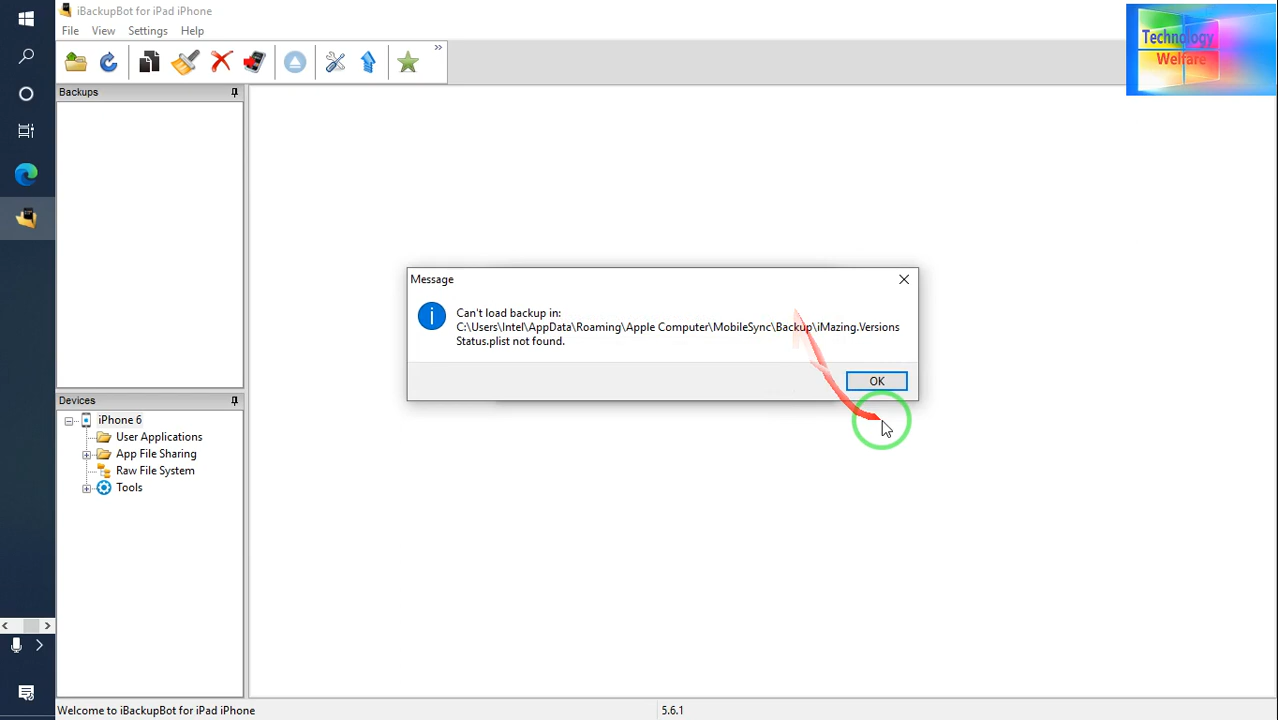 iBackupBot for iPad iPhone
File View Settings Help
»
Technology
Welfare
Backups
Message
Can't load backup in:
C:\Users\Intel\AppData\Roaming\Apple Computer\MobileSync\Backup\iMazing.Versions
Status.plist not found.
OK
Devices
iPhone 6
User Applications
App File Sharing
Raw File System
Tools
Welcome to iBackupBot for iPad iPhone 5.6.1